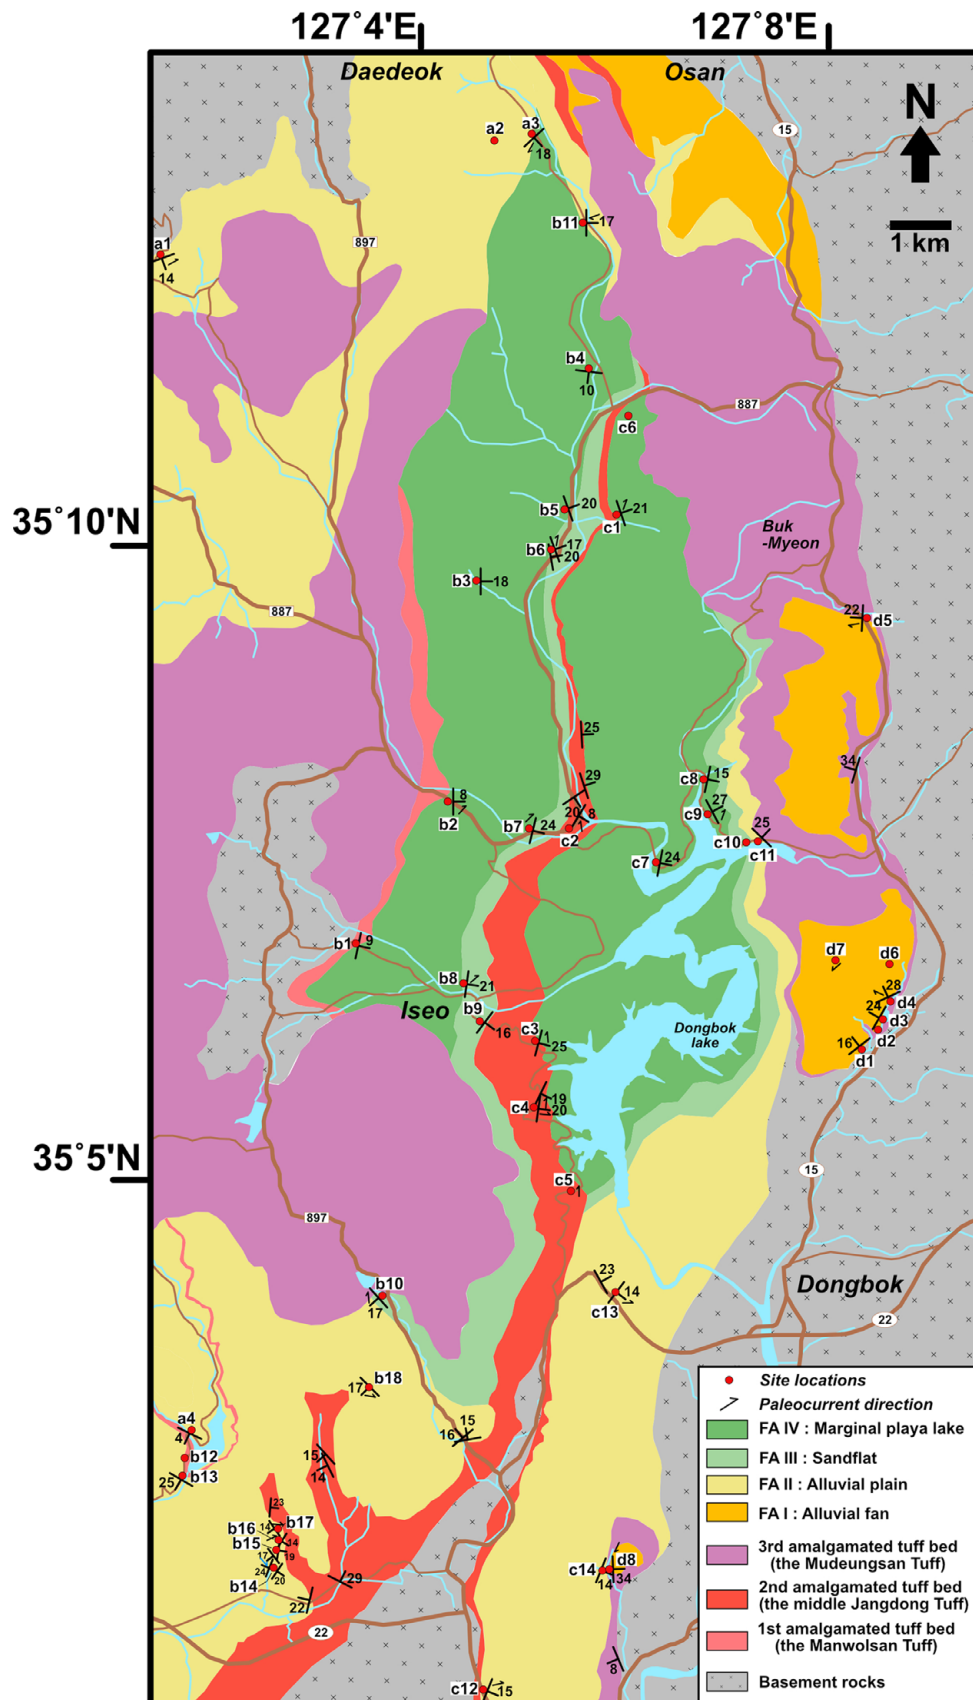 127˚4'E
127˚8'E
Daedeok
Osan
N
1 km
15
a2
a3
18
b11
17
a1
14
897
b4
10
887
c6
35˚10'N
b5
20
21
c1
Buk
-Myeon
b6
17
20
b3
18
887
22
d5
25
34
29
c8
15
8
b2
27
c9
20
8
b7
24
c2
25
c10
c11
c7
24
b1
9
d7
d6
b8
21
28
d4
Iseo
b9
16
24
d3
c3
25
Dongbok
lake
d2
16
d1
19
c4
20
35˚5'N
15
c5
1
897
23
b10
17
14
c13
Dongbok
22
17
b18
15
16
a4
4
b12
25
b13
15
14
23
b17
b16
14
14
b15
17
19
b14
24
20
29
22
22
c14
d8
14
134
8
c12
15
Site locations
Paleocurrent direction
FA IV : Marginal playa lake
FA III : Sandflat
FA II : Alluvial plain
FA I : Alluvial fan
3rd amalgamated tuff bed
(the Mudeungsan Tuff)
2nd amalgamated tuff bed
(the middle Jangdong Tuff)
1st amalgamated tuff bed
(the Manwolsan Tuff)
Basement rocks